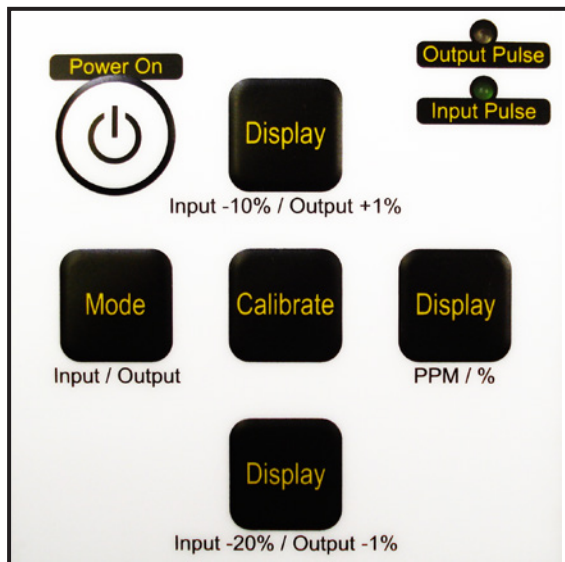 Power On
Output Pulse
Input Pulse
Display
Input -10% / Output +1%
Mode
Calibrate
Display
Input / Output
PPM / %
Display
Input -20% / Output -1%